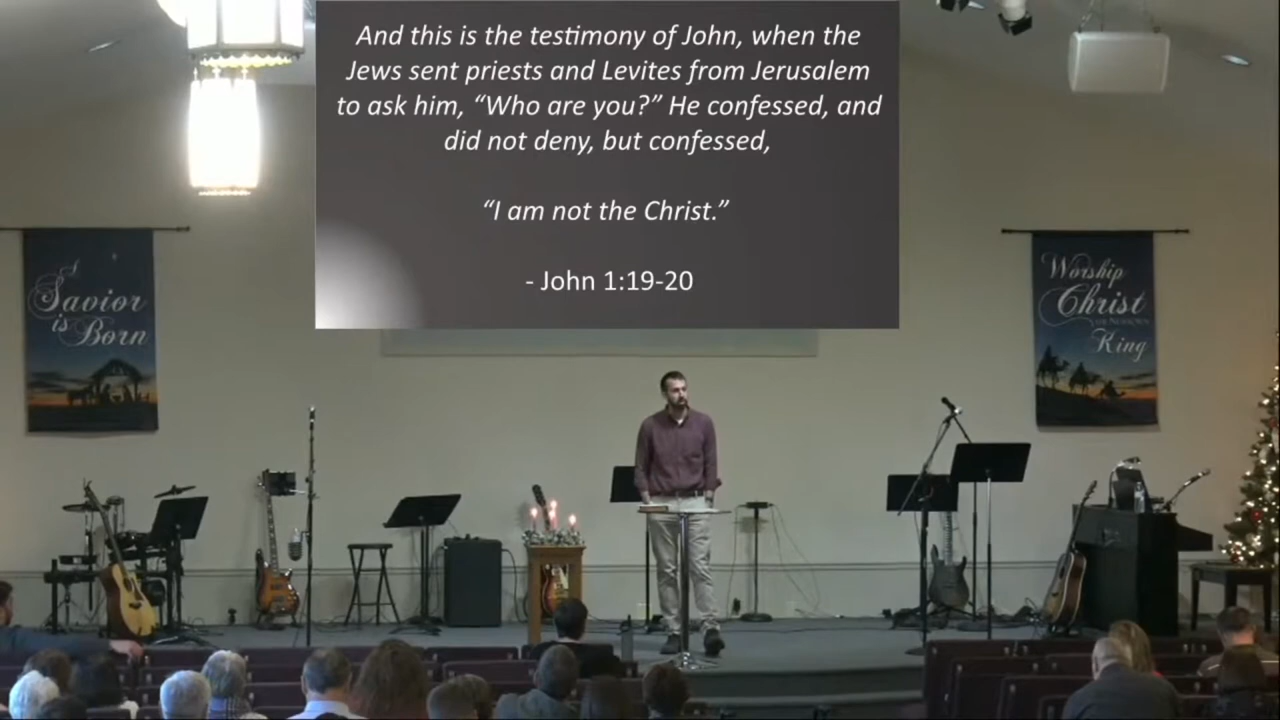 And this is the testimony of John, when the
Jews sent priests and Levites from Jerusalem
to ask him, “Who are you?” He confessed, and
did not deny, but confessed,
“I am not the Christ.”
- John 1:19-20
A
Savior
is
Born
Worship
Christ
King